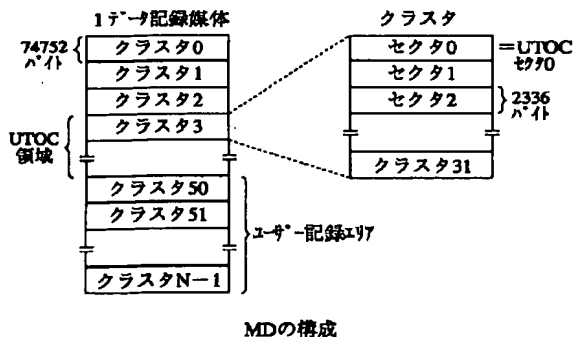 1データ記録媒体
74752
バイト
クラスタ0
クラスタ1
クラスタ2
クラスタ3
UTOC
領域
クラスタ50
クラスタ51
クラスタN-1
ユーザー記録エリア
クラスタ
セクタ0
=UTOC
セクタ0
セクタ1
セクタ2
2336
バイト
クラスタ31
MDの構成